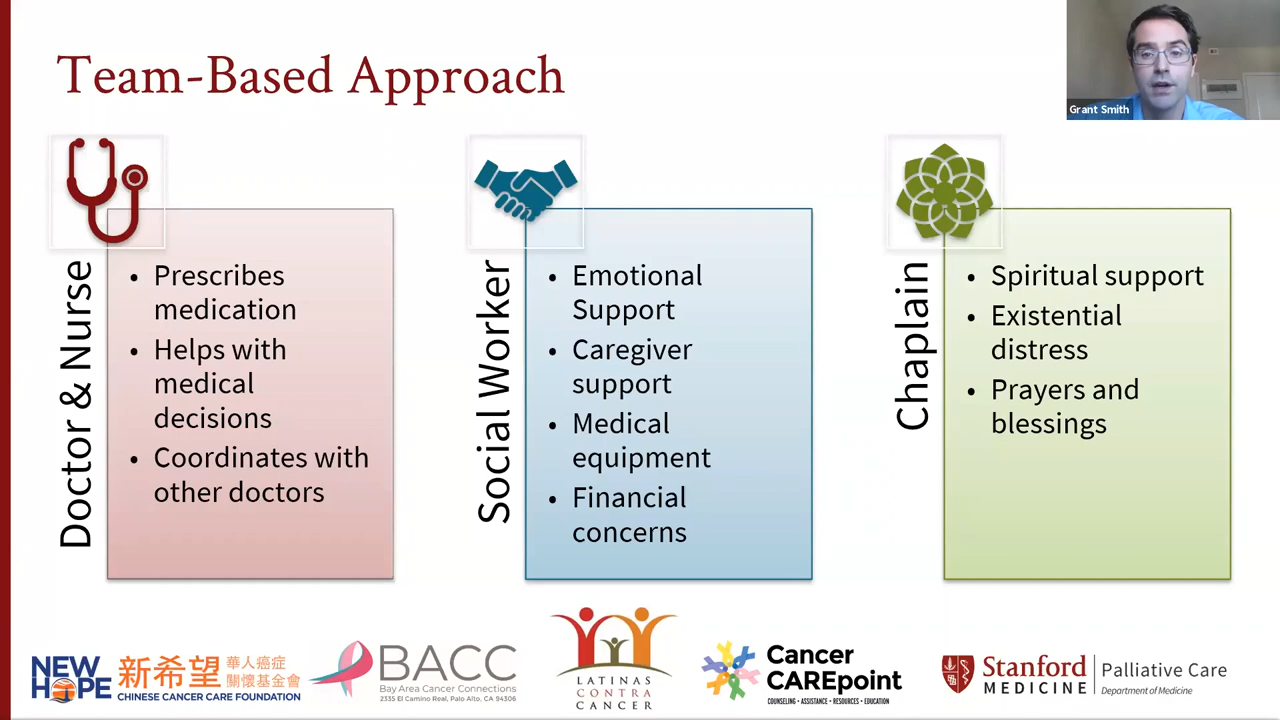 Team-Based Approach
Grant Smith
Doctor & Nurse
• Prescribes
medication
• Helps with
medical
decisions
• Coordinates with
other doctors
Social Worker
• Emotional
Support
• Caregiver
support
• Medical
equipment
• Financial
concerns
Chaplain
• Spiritual support
• Existential
distress
• Prayers and
blessings
NEW
HOPE
新希望
華人癌症
關懷基金會
CHINESE CANCER CARE FOUNDATION
BACC
Bay Area Cancer Connections
2335 El Camino Real, Palo Alto, CA 94306
LATINAS
CONTRA
CANCER
Cancer
CAREpoint
COUNSELING • ASSISTANCE • RESOURCES • EDUCATION
Stanford
MEDICINE
Palliative Care
Department of Medicine